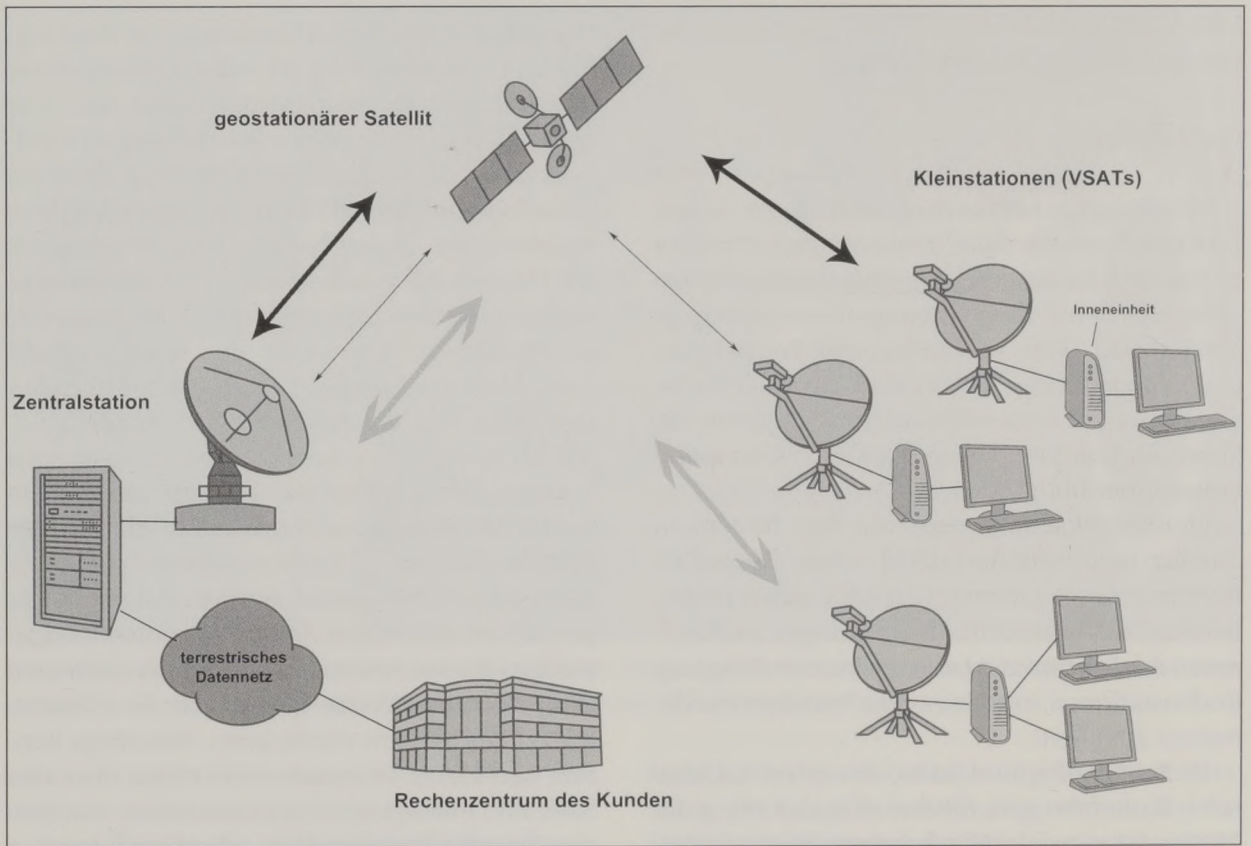 geostationärer Satellit
Kleinstationen (VSATs)
Inneneinheit
Zentralstation
terrestrisches
Datennetz
Rechenzentrum des Kunden